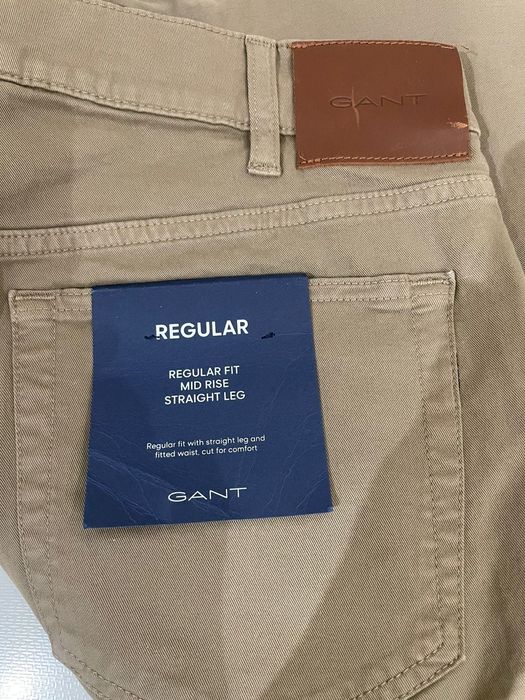 GANT
REGULAR
REGULAR FIT
MID RISE
STRAIGHT LEG
Regular fit with straight leg and
fitted waist, cut for comfort
GANT